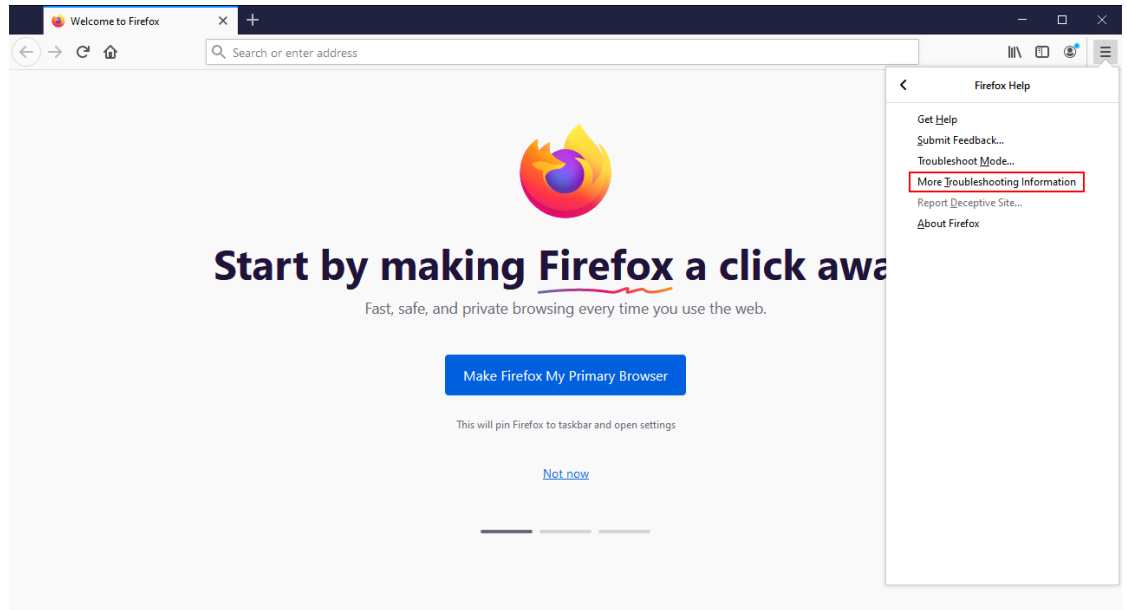 Welcome to Firefox
Search or enter address
Firefox Help
Get Help
Submit Feedback...
Troubleshoot Mode...
More Troubleshooting Information
Report Deceptive Site...
About Firefox
Start by making Firefox a click awa
Fast, safe, and private browsing every time you use the web.
Make Firefox My Primary Browser
This will pin Firefox to taskbar and open settings
Not now